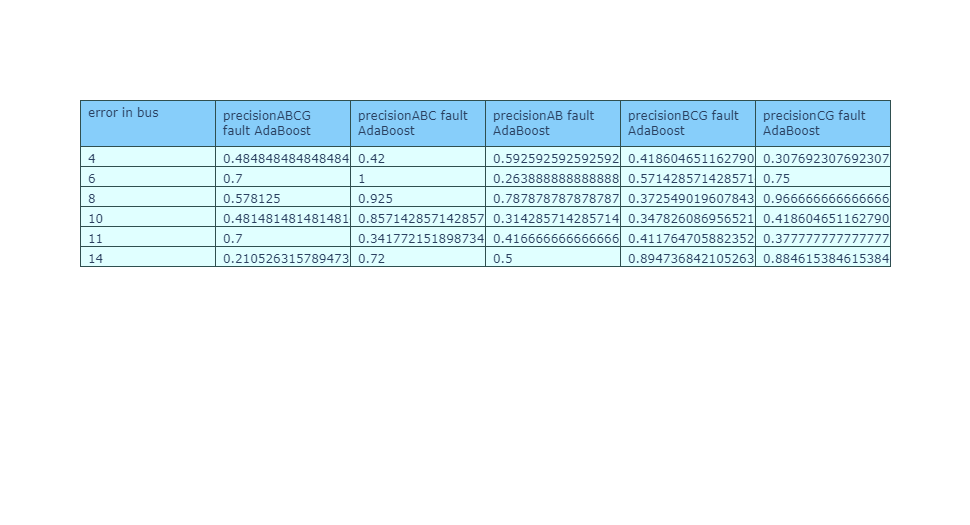 error in bus precisionABCG fault AdaBoost precisionABC fault AdaBoost precisionAB fault AdaBoost precisionBCG fault AdaBoost precisionCG fault AdaBoost
4 0.484848484848484 0.42 0.592592592592592 0.418604651162790 0.307692307692307
6 0.7 1 0.263888888888888 0.571428571428571 0.75
8 0.578125 0.925 0.787878787878787 0.372549019607843 0.966666666666666
10 0.481481481481481 0.857142857142857 0.314285714285714 0.347826086956521 0.418604651162790
11 0.7 0.341772151898734 0.416666666666666 0.411764705882352 0.377777777777777
14 0.210526315789473 0.72 0.5 0.894736842105263 0.884615384615384